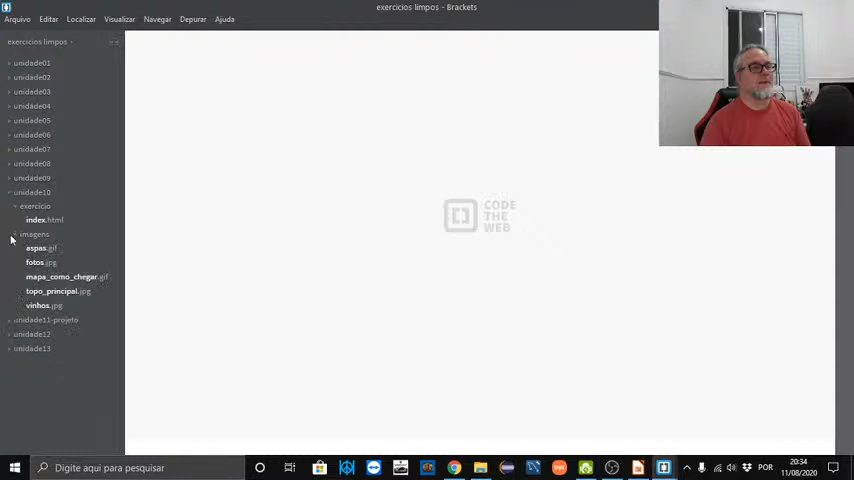 exercicios limpos - Brackets
Arquivo Editar Localizar Visualizar Navegar Depurar Ajuda
exercicios limpos
unidade01
unidade02
unidade03
unidade04
unidade05
unidade06
unidade07
unidade08
unidade09
unidade10
exercicio
index.html
imagens
aspas.gif
fotos.jpg
mapa_como_chegar.gif
topo_principal.jpg
vinhos.jpg
unidade11-projeto
unidade12
unidade13
CODE
THE
WEB
Digite aqui para pesquisar
POR
20:34
11/08/2020